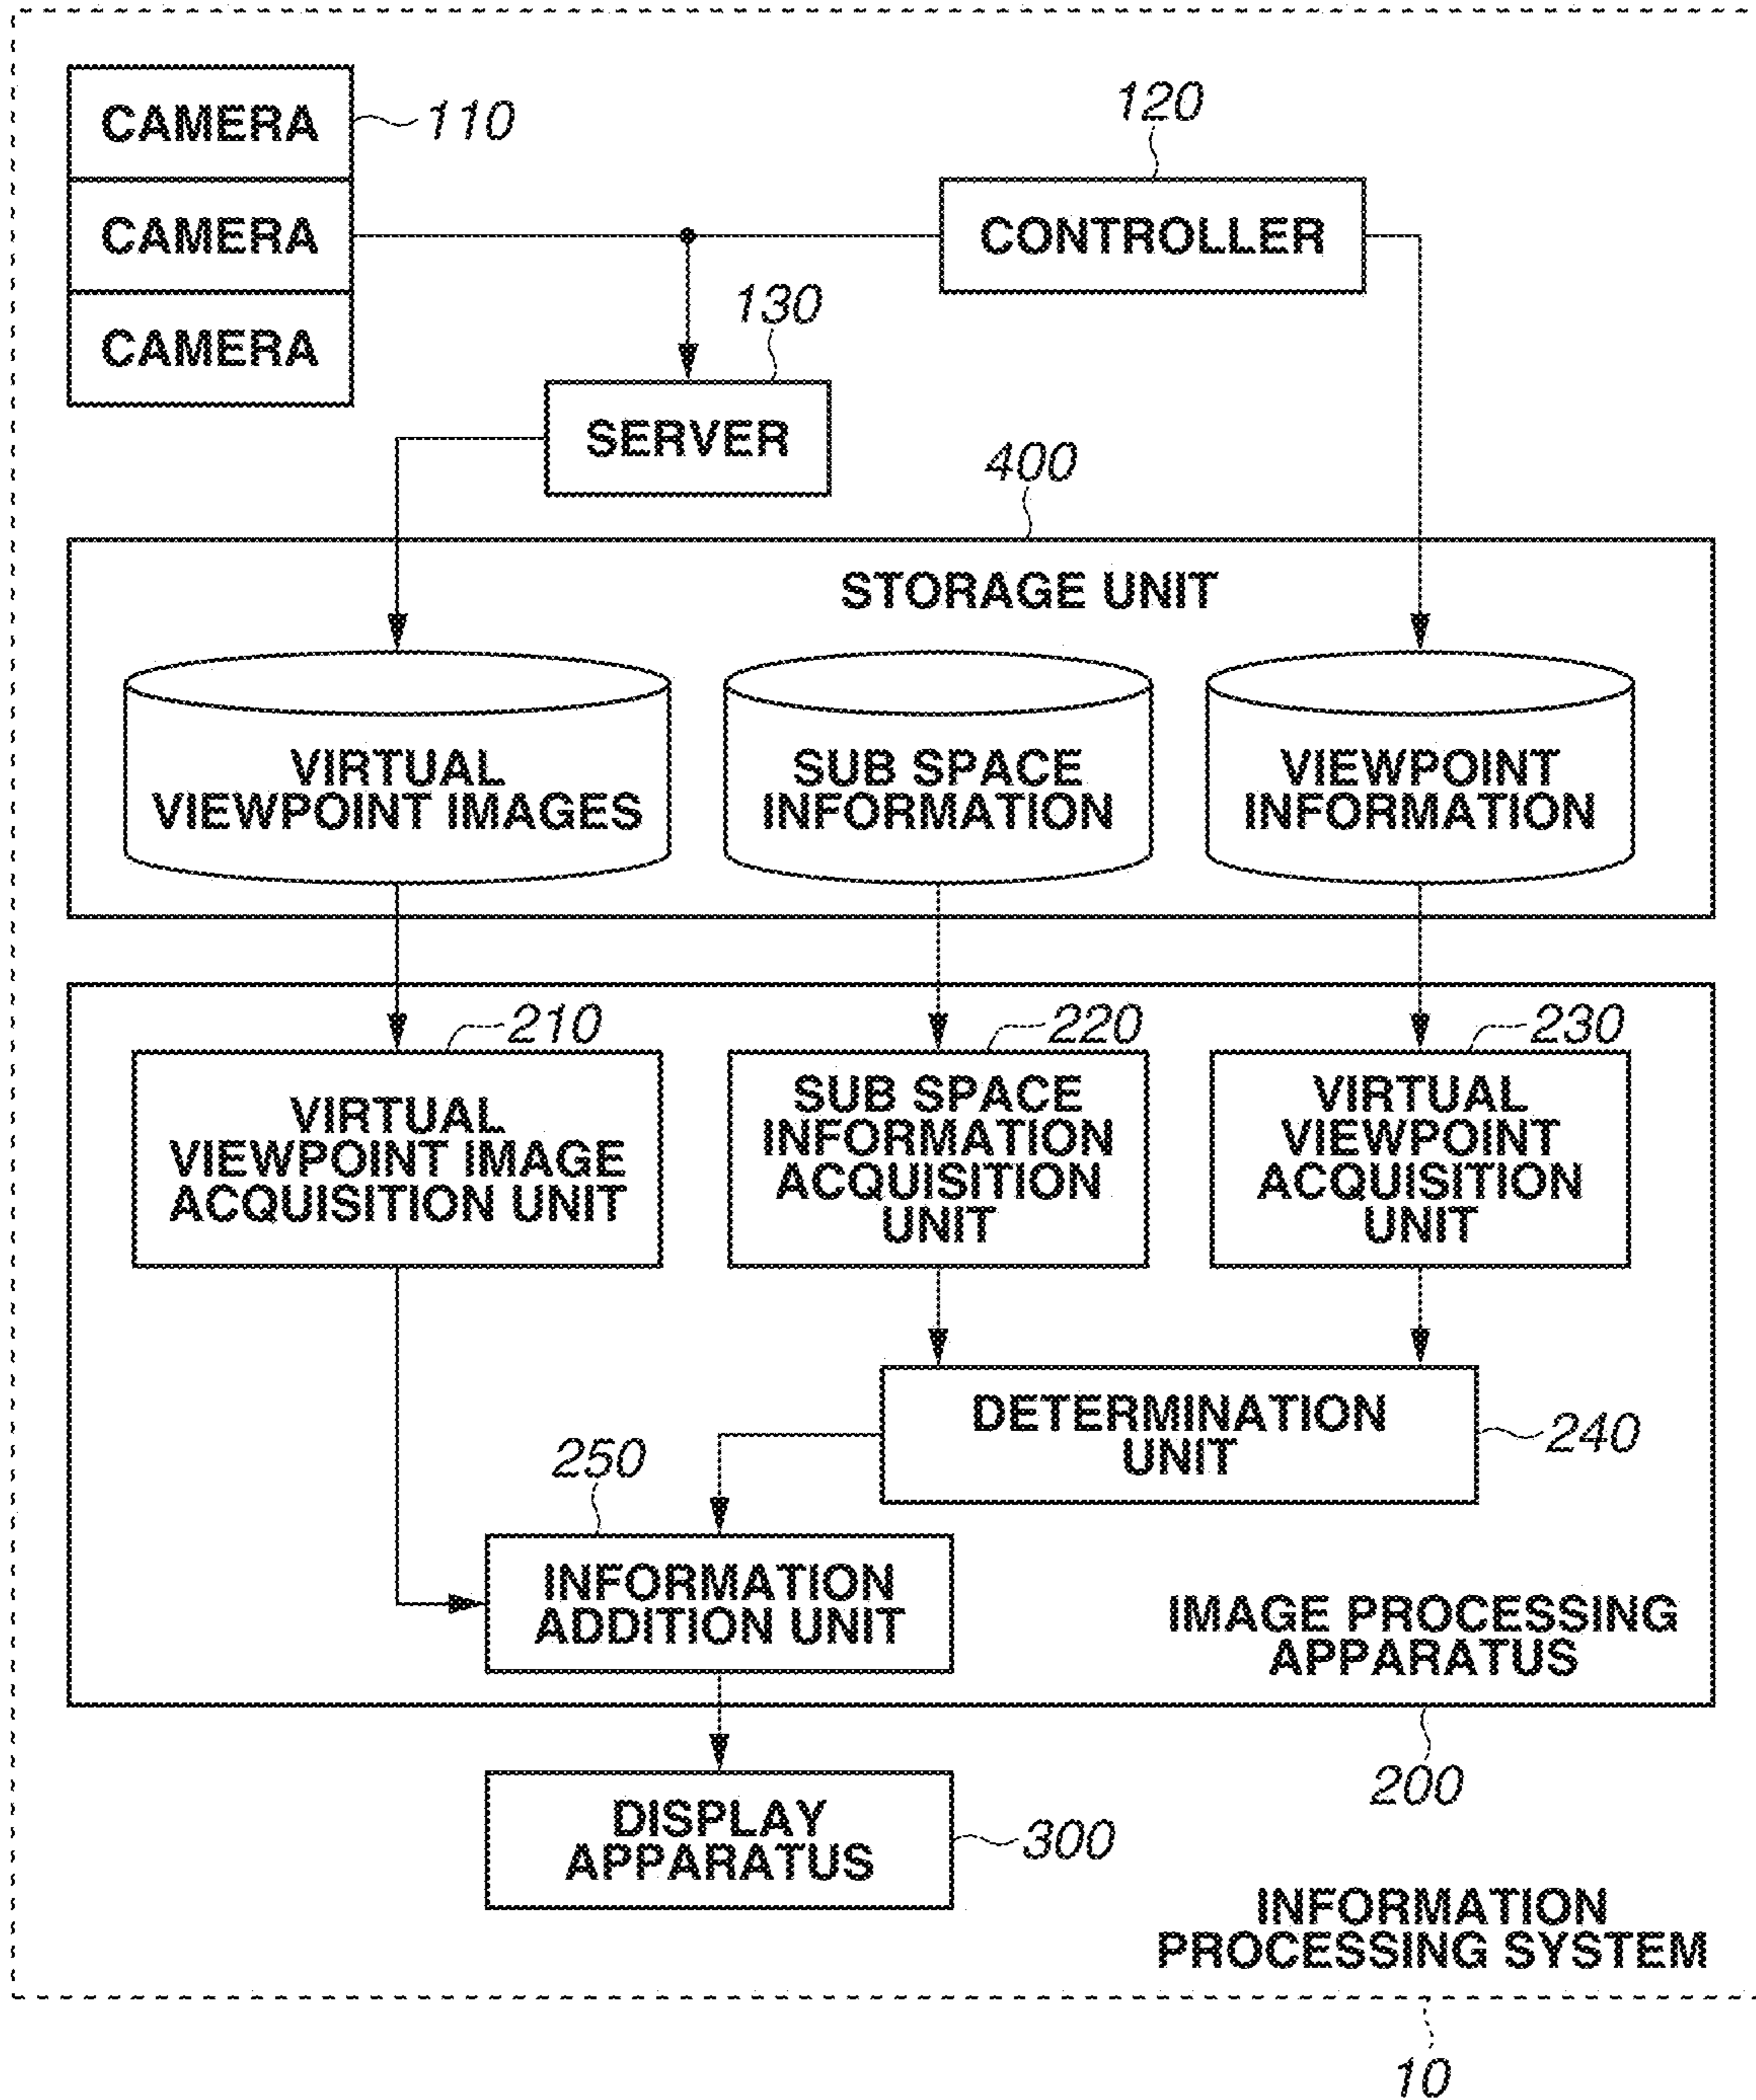 CAMERA
110
CAMERA
CAMERA
120
CONTROLLER
130
SERVER
400
STORAGE UNIT
VIRTUAL
VIEWPOINT IMAGES
SUB SPACE
INFORMATION
VIEWPOINT
INFORMATION
210
VIRTUAL
VIEWPOINT IMAGE
ACQUISITION UNIT
220
SUB SPACE
INFORMATION
ACQUISITION
UNIT
230
VIRTUAL
VIEWPOINT
ACQUISITION
UNIT
DETERMINATION
UNIT
240
250
INFORMATION
ADDITION UNIT
IMAGE PROCESSING
APPARATUS
200
DISPLAY
APPARATUS
300
INFORMATION
PROCESSING SYSTEM
10